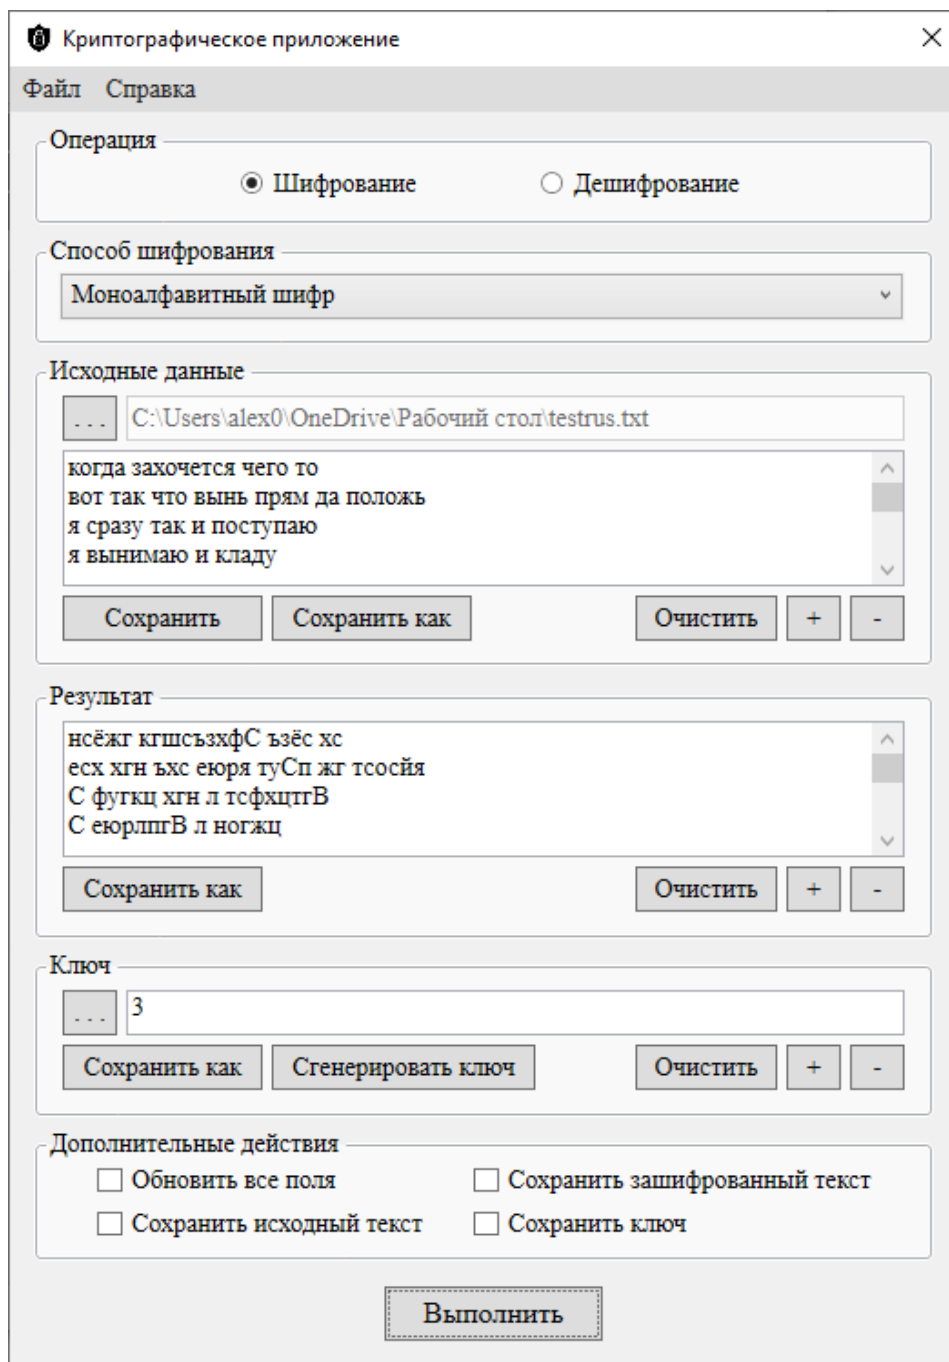 Криптографическое приложение
Файл Справка
Операция
Шифрование Дешифрование
Способ шифрования
Моноалфавитный шифр
Исходные данные
... C:\Users\alex0\OneDrive\Рабочий стол\testrus.txt
когда захочется чего то
вот так что вынь прям да положь
я сразу так и поступаю
я вынимаю и кладу
Сохранить Сохранить как Очистить + -
Результат
нсёжг кгшсъзхфС ъзёс хс
есх хгн ъхс еюря туСп жг тсосйя
С фугкц хгн л тсфхцтгВ
С еюрлпгВ л ногжц
Сохранить как Очистить + -
Ключ
... 3
Сохранить как Сгенерировать ключ Очистить + -
Дополнительные действия
Обновить все поля Сохранить зашифрованный текст
Сохранить исходный текст Сохранить ключ
Выполнить